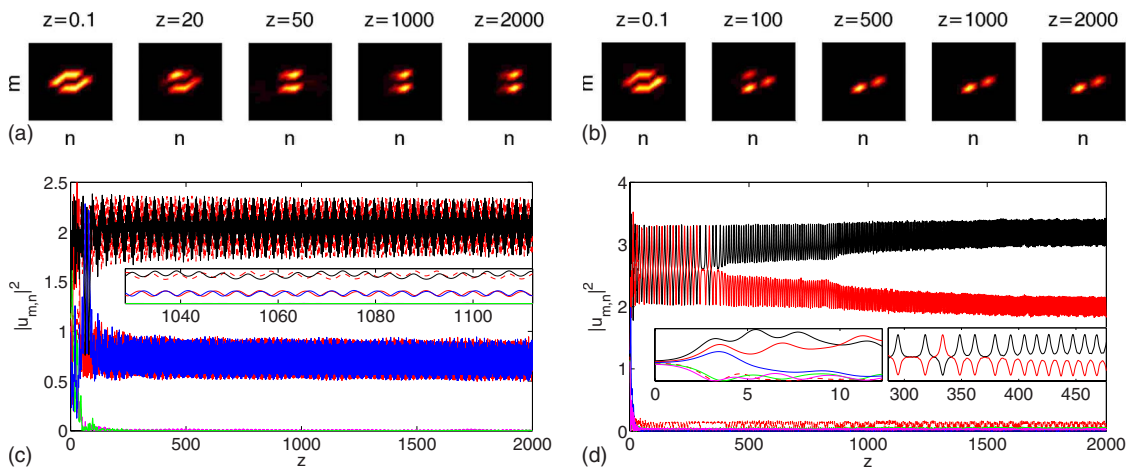 z=0.1 z=20 z=50 z=1000 z=2000
z=0.1 z=100 z=500 z=1000 z=2000
m
m
(a) n n n n n
(b) n n n n n
2.5
2
1.5
1
0.5
0
|u_{m,n}|^2
1040 1060 1080 1100
0 500 1000 1500 2000
(c) z
4
3
2
1
0
|u_{m,n}|^2
0 5 10
300 350 400 450
0 500 1000 1500 2000
(d) z